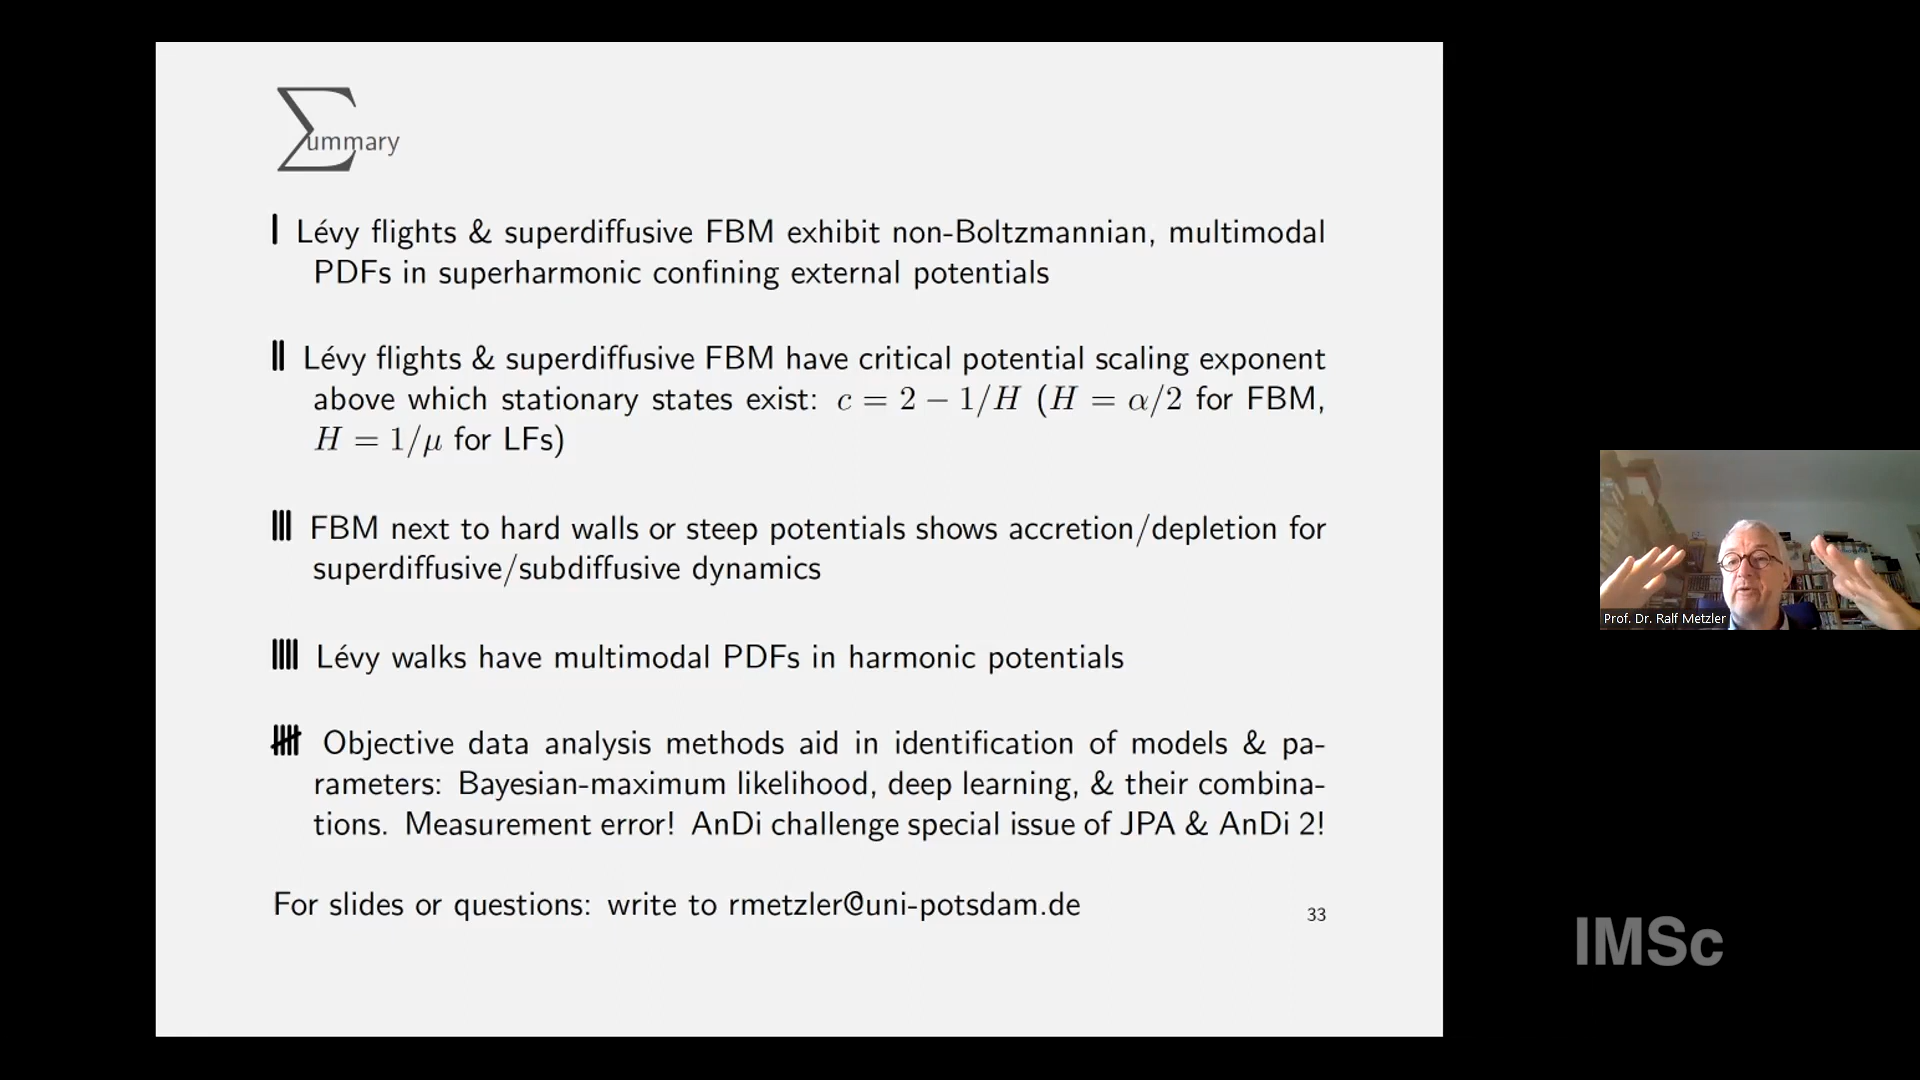 ∑ummary
I Lévy flights & superdiffusive FBM exhibit non-Boltzmannian, multimodal
PDFs in superharmonic confining external potentials
II Lévy flights & superdiffusive FBM have critical potential scaling exponent
above which stationary states exist: c = 2 − 1/H (H = α/2 for FBM,
H = 1/μ for LFs)
III FBM next to hard walls or steep potentials shows accretion/depletion for
superdiffusive/subdiffusive dynamics
IIII Lévy walks have multimodal PDFs in harmonic potentials
Objective data analysis methods aid in identification of models & pa-
rameters: Bayesian-maximum likelihood, deep learning, & their combina-
tions. Measurement error! AnDi challenge special issue of JPA & AnDi 2!
For slides or questions: write to rmetzler@uni-potsdam.de
33
Prof. Dr. Ralf Metzler
IMSc